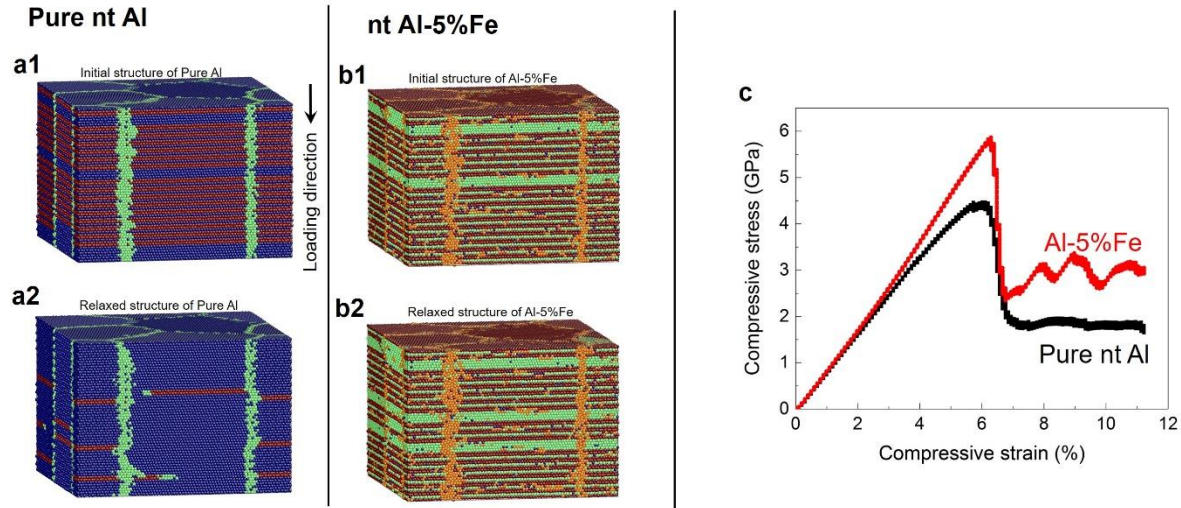 Pure nt Al
a1
Initial structure of Pure Al
Loading direction
a2
Relaxed structure of Pure Al
nt Al-5%Fe
b1
Initial structure of Al-5%Fe
b2
Relaxed structure of Al-5%Fe
c
Compressive stress (GPa)
6
5
4
3
2
1
0
Al-5%Fe
Pure nt Al
0 2 4 6 8 10 12
Compressive strain (%)